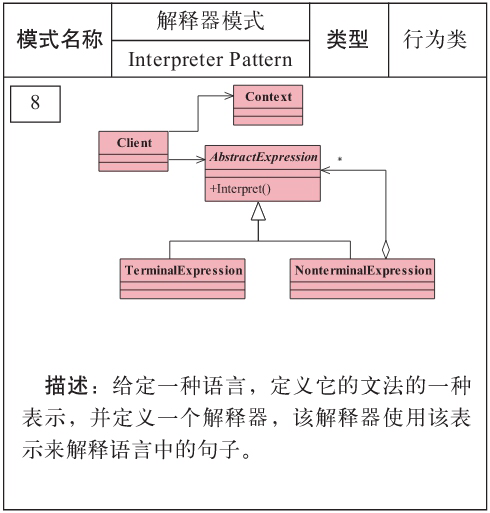 模式名称
解释器模式
Interpreter Pattern
类型
行为类
8
Context
Client
AbstractExpression
*
+Interpret()
TerminalExpression
NonterminalExpression
描述：给定一种语言，定义它的文法的一种
表示，并定义一个解释器，该解释器使用该表
示来解释语言中的句子。